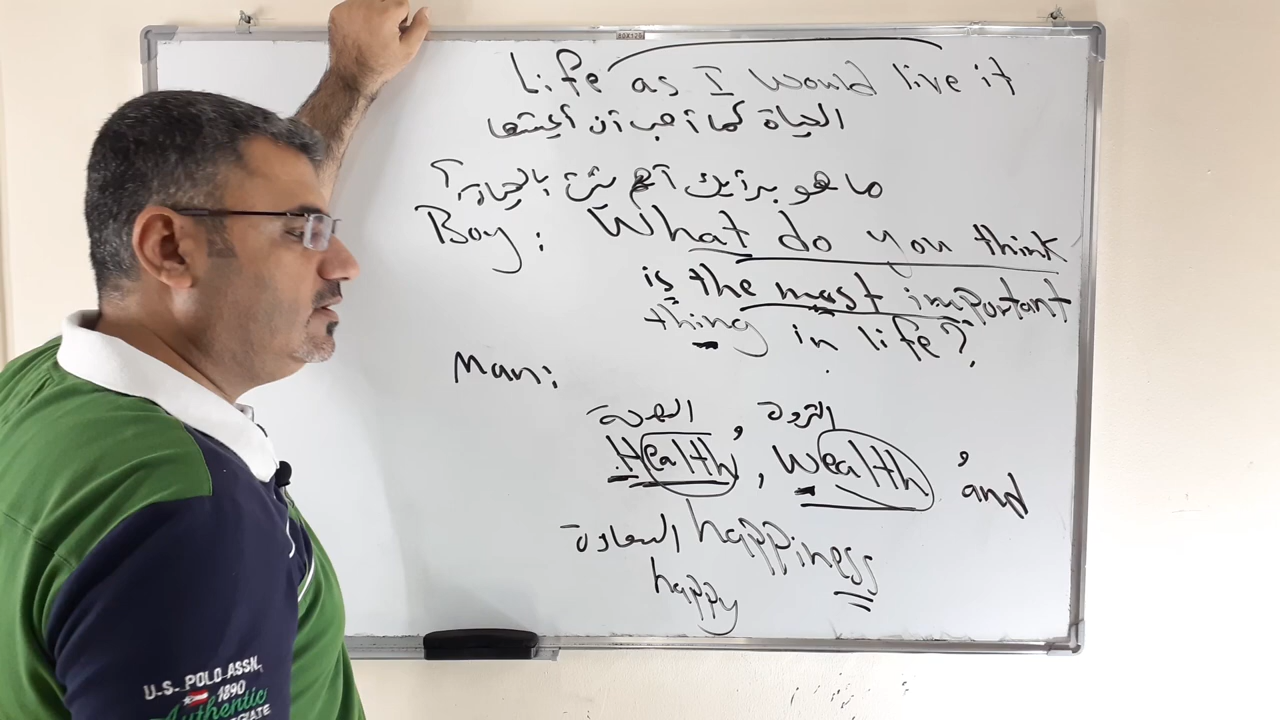 Life as I would live it
الحياة كما أحب أن أعيشها
ما هو برأيك أهم شيء بالحياة؟
Boy: What do you think
is the most important
thing in life?
Man:
الصحة و الثروة و
Health, Wealth, and
السعادة happiness
happy
U.S. POLO ASSN.
1890
Authentic